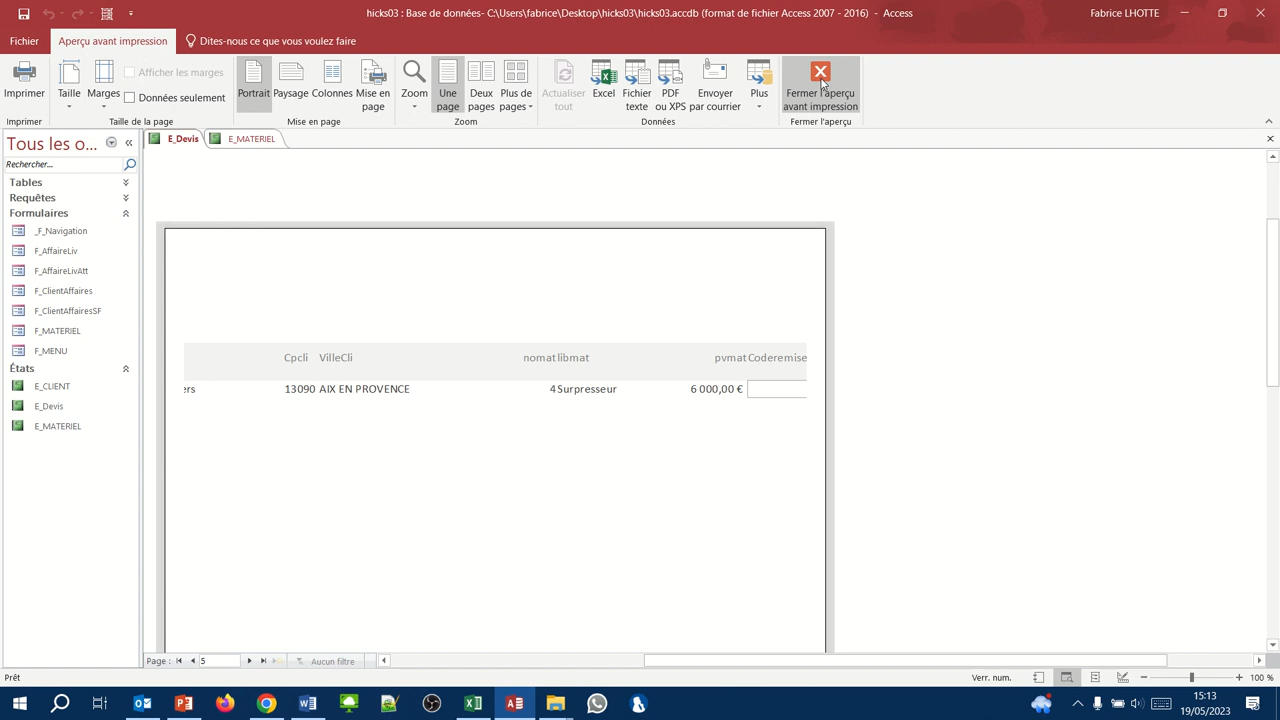 hicks03 : Base de données- C:\Users\fabrice\Desktop\hicks03\hicks03.accdb (format de fichier Access 2007 - 2016) - Access
Fabrice LHOTTE
Fichier
Aperçu avant impression
Dites-nous ce que vous voulez faire
Imprimer
Taille
Marges
Afficher les marges
Données seulement
Portrait
Paysage
Colonnes
Mise en page
Zoom
Une page
Deux pages
Plus de pages
Actualiser tout
Excel
Fichier texte
PDF ou XPS
Envoyer par courrier
Plus
Fermer l'aperçu avant impression
Imprimer
Taille de la page
Mise en page
Zoom
Données
Fermer l'aperçu
Tous les o...
E_Devis
E_MATERIEL
Rechercher...
Tables
Requêtes
Formulaires
_F_Navigation
F_AffaireLiv
F_AffaireLivAtt
F_ClientAffaires
F_ClientAffairesSF
F_MATERIEL
F_MENU
États
E_CLIENT
E_Devis
E_MATERIEL
Cpcli VilleCli nomat libmat pvmat Coderemise
ers 13090 AIX EN PROVENCE 4 Surpresseur 6 000,00 €
Page : 5 Aucun filtre
Prêt
Verr. num.
100 %
15:13
19/05/2023